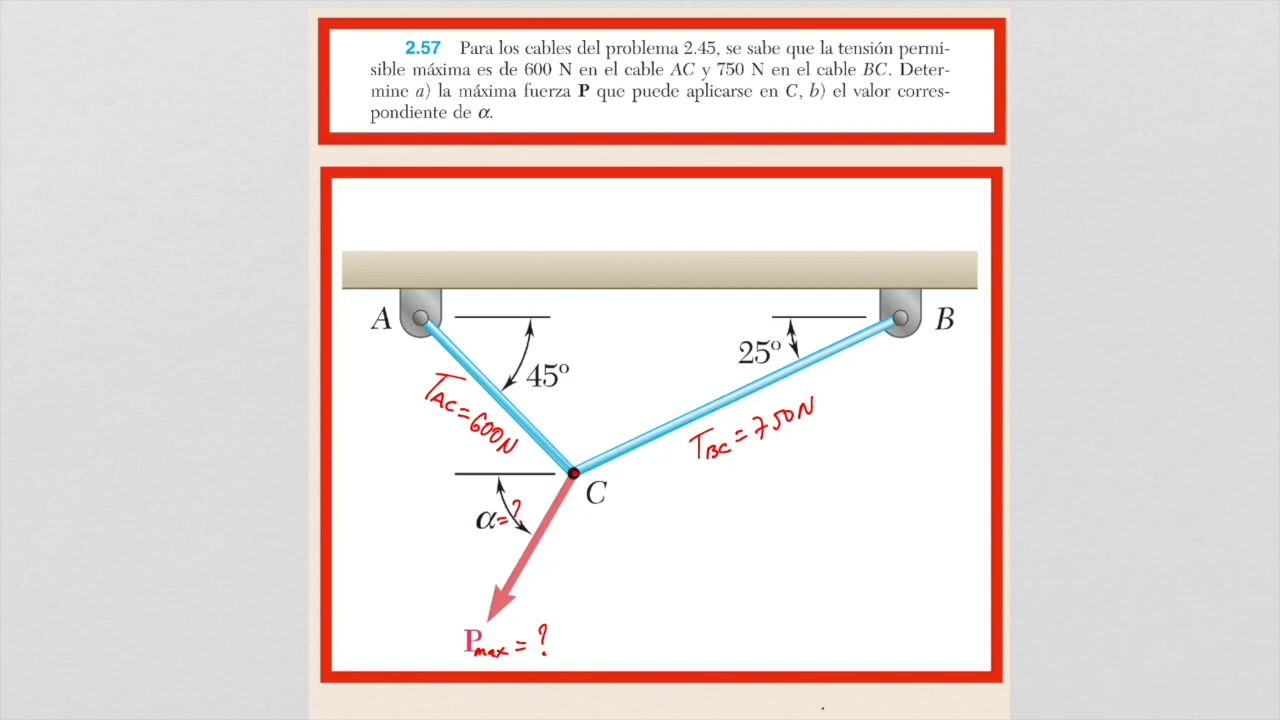 2.57 Para los cables del problema 2.45, se sabe que la tensión permi-
sible máxima es de 600 N en el cable AC y 750 N en el cable BC. Deter-
mine a) la máxima fuerza P que puede aplicarse en C, b) el valor corres-
pondiente de α.
A
B
25°
45°
TAC=600N
TBC=750N
C
α=?
Pmax=?